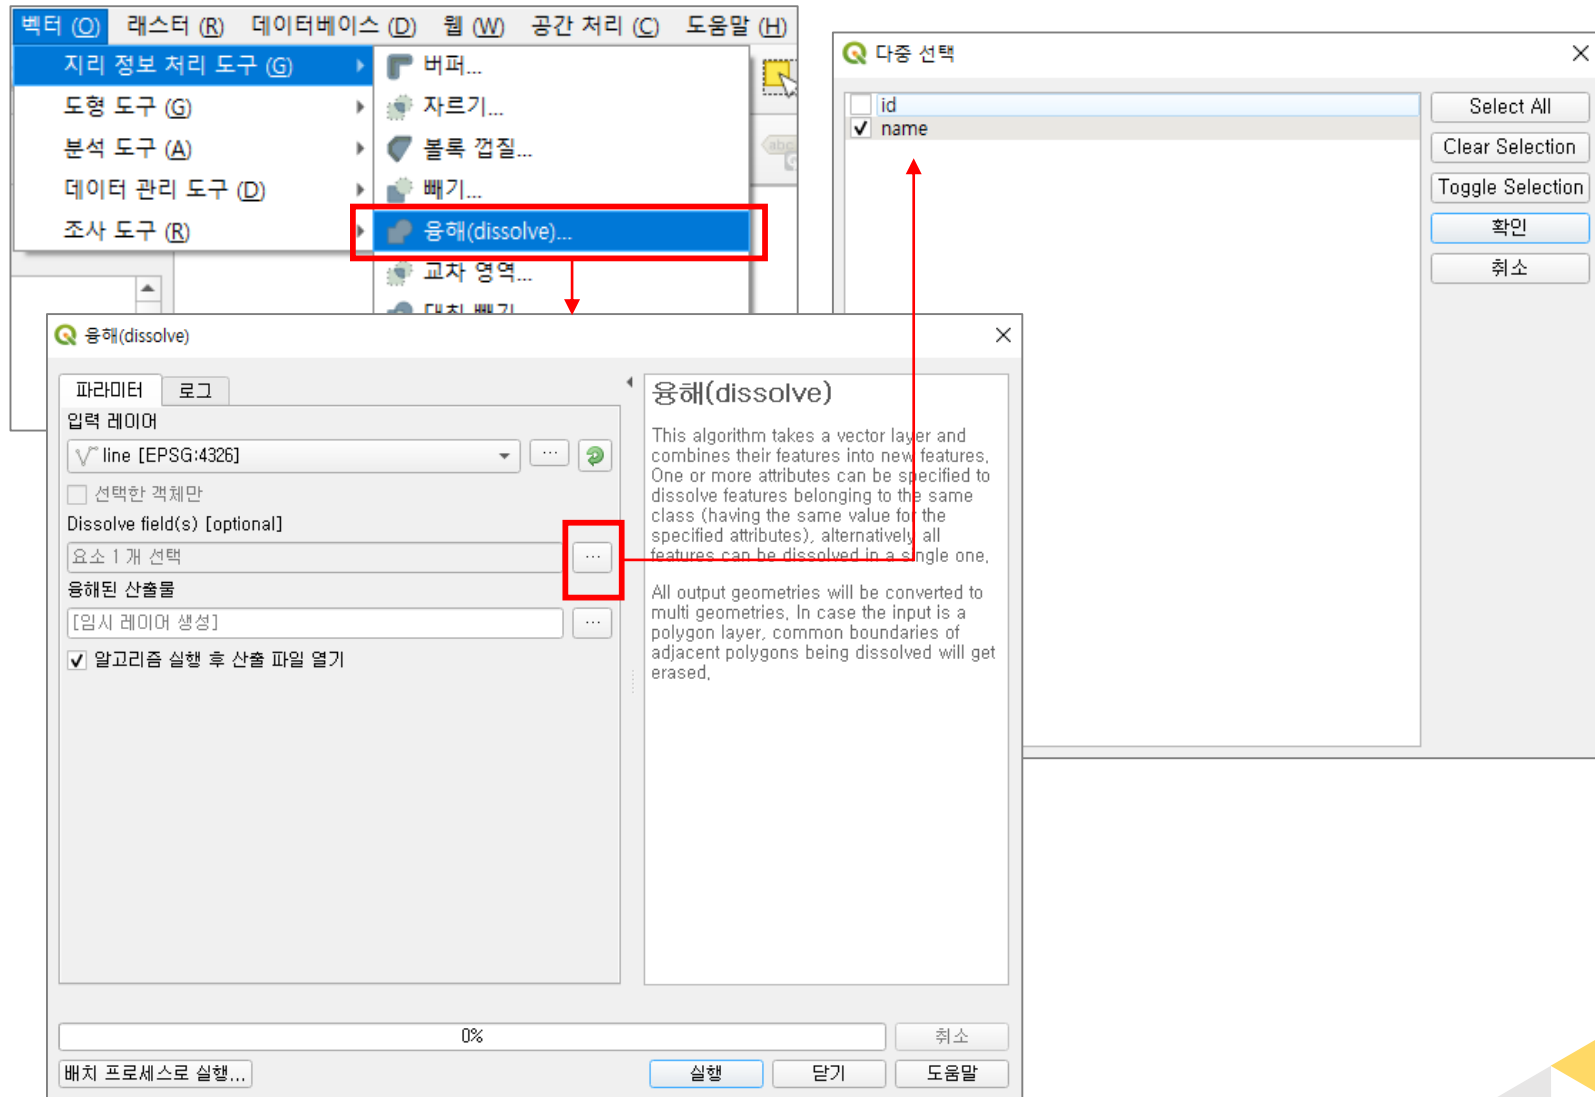 벡터 (O) 래스터 (R) 데이터베이스 (D) 웹 (W) 공간 처리 (C) 도움말 (H)
지리 정보 처리 도구 (G)
도형 도구 (G)
분석 도구 (A)
데이터 관리 도구 (D)
조사 도구 (R)
버퍼...
자르기...
볼록 껍질...
빼기...
융해(dissolve)...
교차 영역...
대칭 빼기
abc
다중 선택
id
name
Select All
Clear Selection
Toggle Selection
확인
취소
융해(dissolve)
파라미터 로그
입력 레이어
line [EPSG:4326]
...
선택한 객체만
Dissolve field(s) [optional]
요소 1 개 선택
...
융해된 산출물
[임시 레이어 생성]
...
알고리즘 실행 후 산출 파일 열기
융해(dissolve)
This algorithm takes a vector layer and
combines their features into new features.
One or more attributes can be specified to
dissolve features belonging to the same
class (having the same value for the
specified attributes), alternatively all
features can be dissolved in a single one.
All output geometries will be converted to
multi geometries. In case the input is a
polygon layer, common boundaries of
adjacent polygons being dissolved will get
erased.
0%
취소
배치 프로세스로 실행...
실행
닫기
도움말